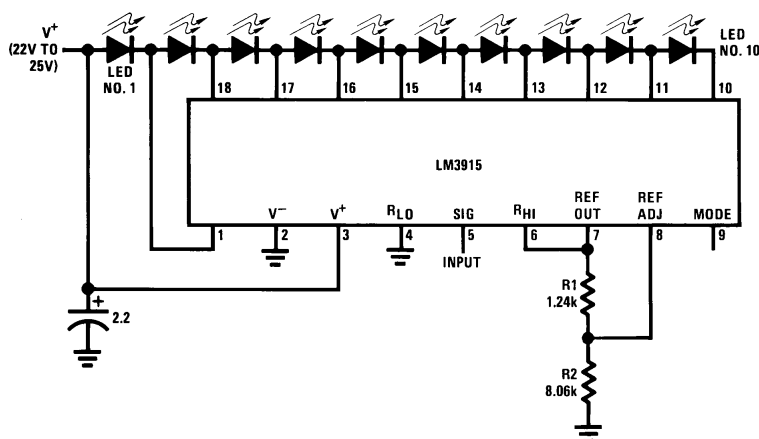 V+
(22V TO
25V)
LED
NO. 1
LED
NO. 10
18
17
16
15
14
13
12
11
10
LM3915
V−
V+
RLO
SIG
RHI
REF
OUT
REF
ADJ
MODE
1
2
3
4
5
6
7
8
9
INPUT
+
2.2
R1
1.24k
R2
8.06k